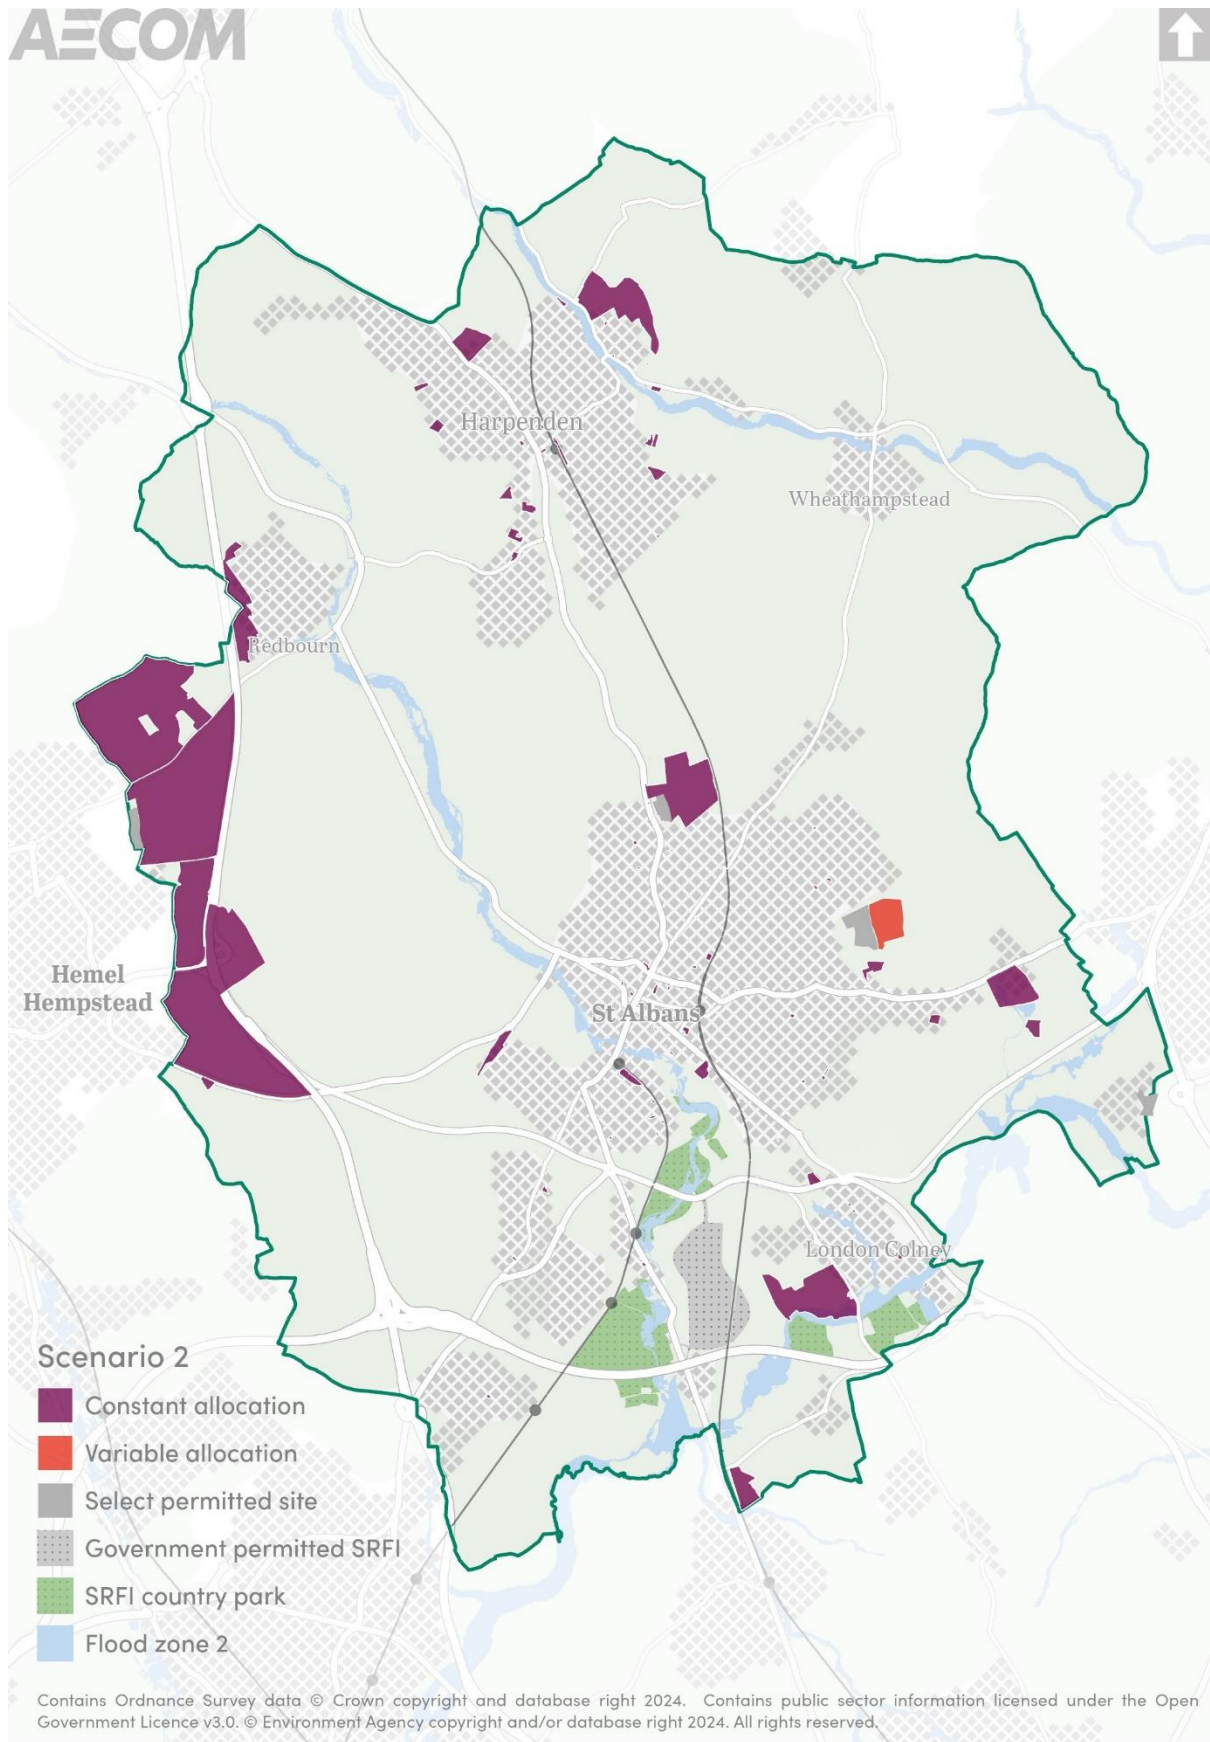 AECOM
Harpenden
Wheathampstead
Redbourn
Hemel
Hempstead
St Albans
London Colney
Scenario 2
Constant allocation
Variable allocation
Select permitted site
Government permitted SRFI
SRFI country park
Flood zone 2
Contains Ordnance Survey data © Crown copyright and database right 2024. Contains public sector information licensed under the Open
Government Licence v3.0. © Environment Agency copyright and/or database right 2024. All rights reserved.